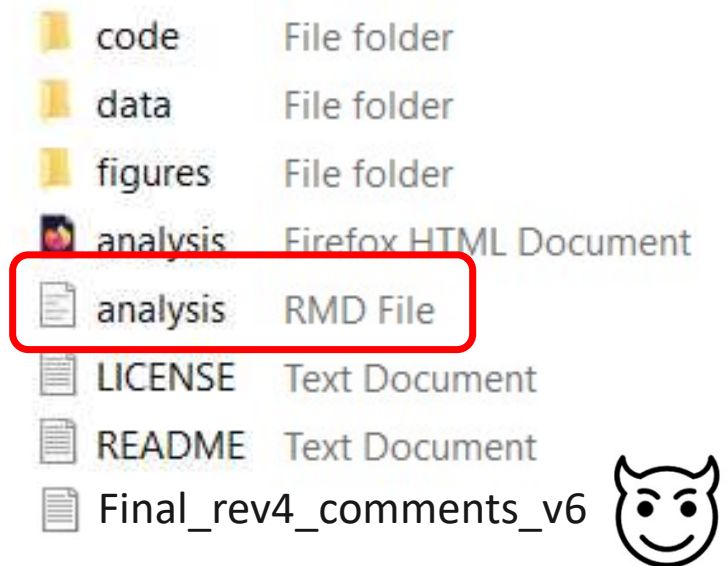 code File folder
data File folder
figures File folder
analysis Firefox HTML Document
analysis RMD File
LICENSE Text Document
README Text Document
Final_rev4_comments_v6